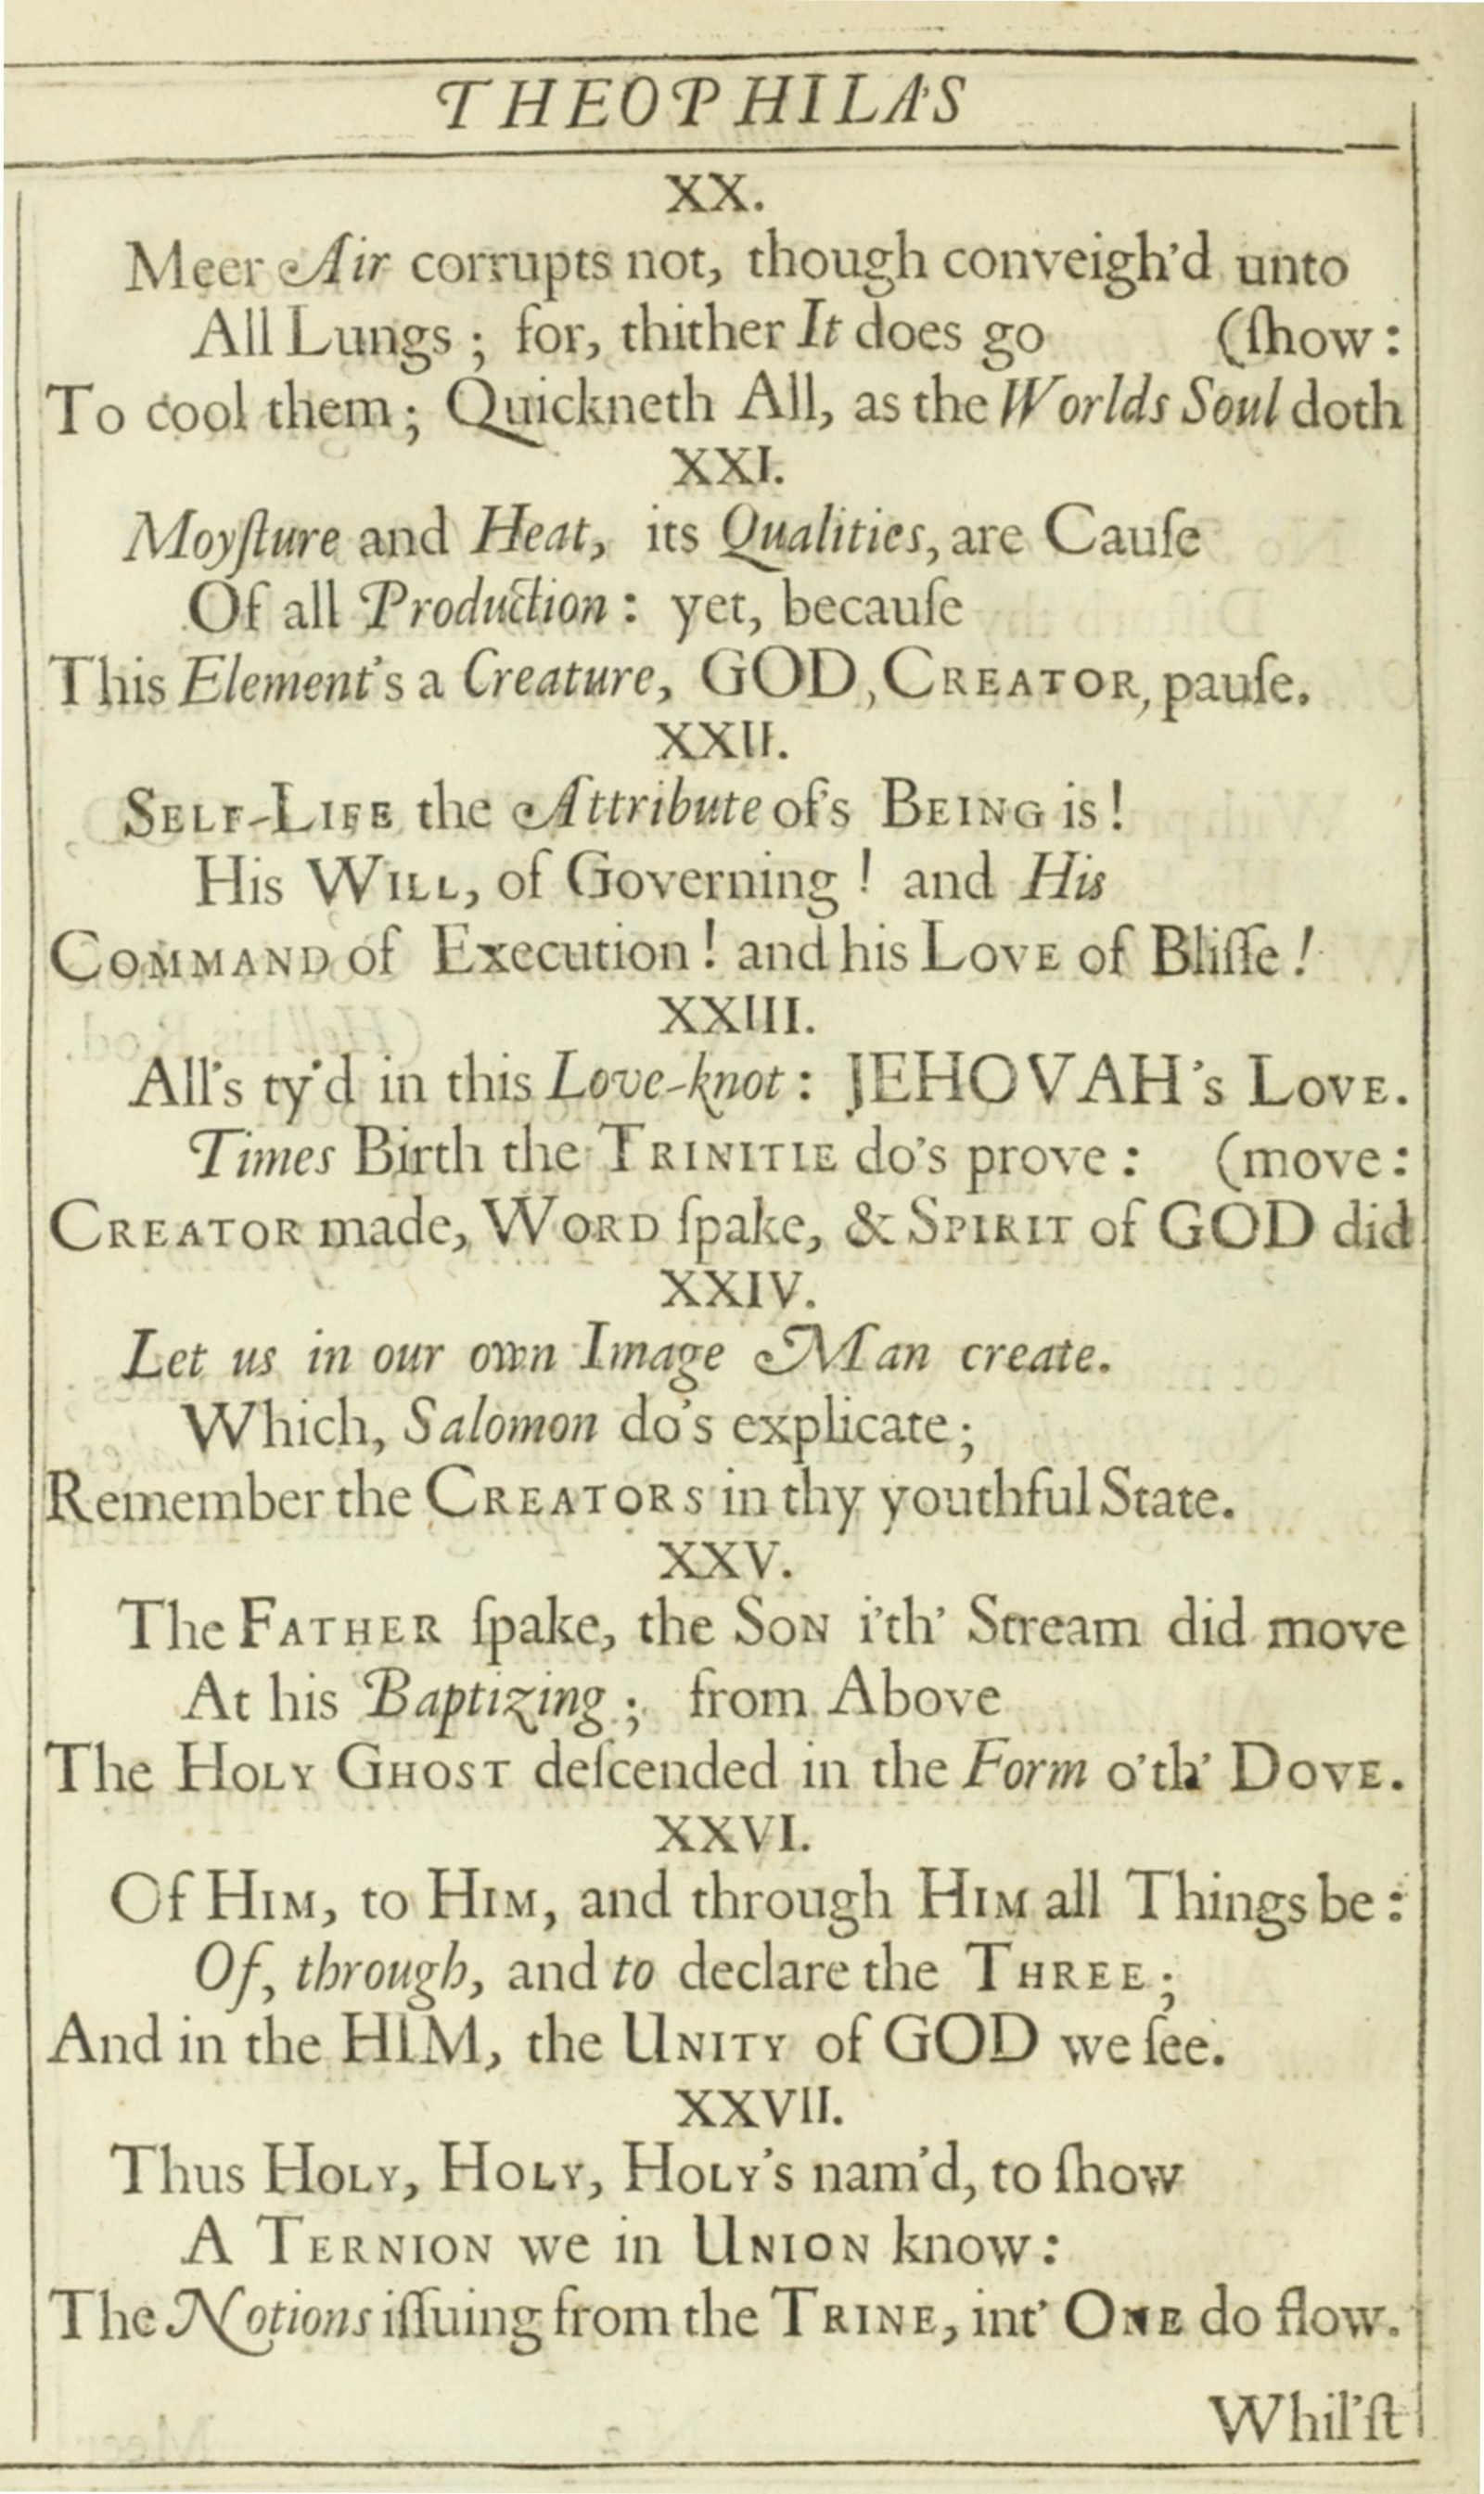 THEOPHILA'S
XX.
Meer Air corrupts not, though conveigh'd unto
All Lungs ; for, thither It does go (ſhow :
To cool them ; Quickneth All, as the Worlds Soul doth
XXI.
Moyſture and Heat, its Qualities, are Cauſe
Of all Production : yet, becauſe
This Element's a Creature, GOD, CREATOR, pauſe.
XXII.
SELF-LIFE the Attribute of's BEING is !
His WILL, of Governing ! and His
COMMAND of Execution ! and his LOVE of Bliſſe !
XXIII.
All's ty'd in this Love-knot : JEHOVAH's LOVE.
Times Birth the TRINITIE do's prove : (move :
CREATOR made, WORD ſpake, & SPIRIT of GOD did
XXIV.
Let us in our own Image Man create.
Which, Salomon do's explicate ;
Remember the CREATORS in thy youthful State.
XXV.
The FATHER ſpake, the SON i'th' Stream did move
At his Baptizing ; from Above
The HOLY GHOST deſcended in the Form o'th' DOVE.
XXVI.
Of HIM, to HIM, and through HIM all Things be :
Of, through, and to declare the THREE ;
And in the HIM, the UNITY of GOD we ſee.
XXVII.
Thus HOLY, HOLY, HOLY's nam'd, to ſhow
A TERNION we in UNION know :
The Notions iſſuing from the TRINE, int' ONE do flow.
Whil'ſt